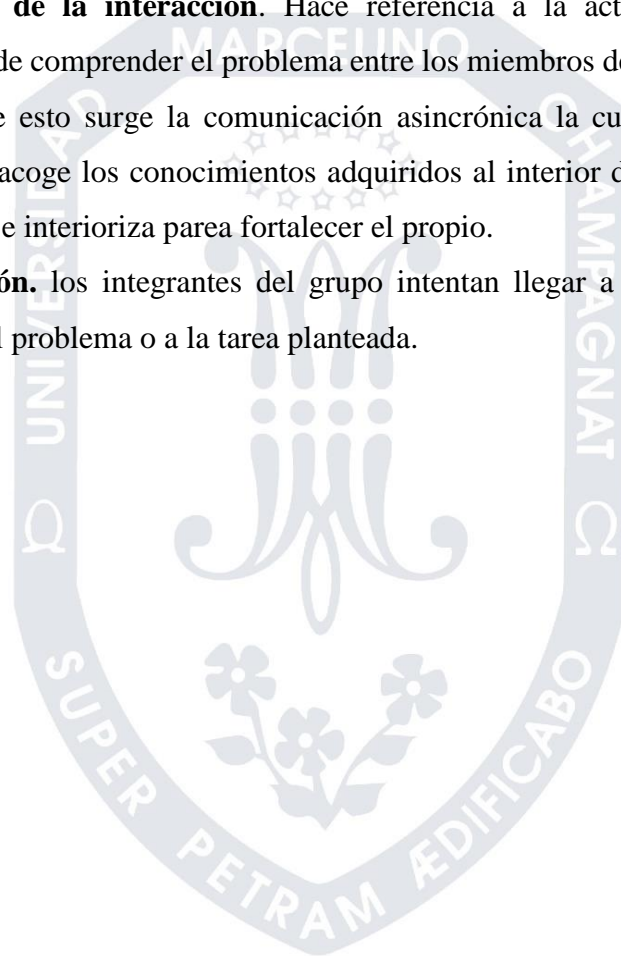 de la interacción. Hace referencia a la act
de comprender el problema entre los miembros de
e esto surge la comunicación asincrónica la cu
acoge los conocimientos adquiridos al interior d
e interioriza parea fortalecer el propio.
ón. los integrantes del grupo intentan llegar a
l problema o a la tarea planteada.
UNIVERSIDAD
MARCELINO
CHAMPAGNAT
SUPER PETRAM ÆDIFICABO